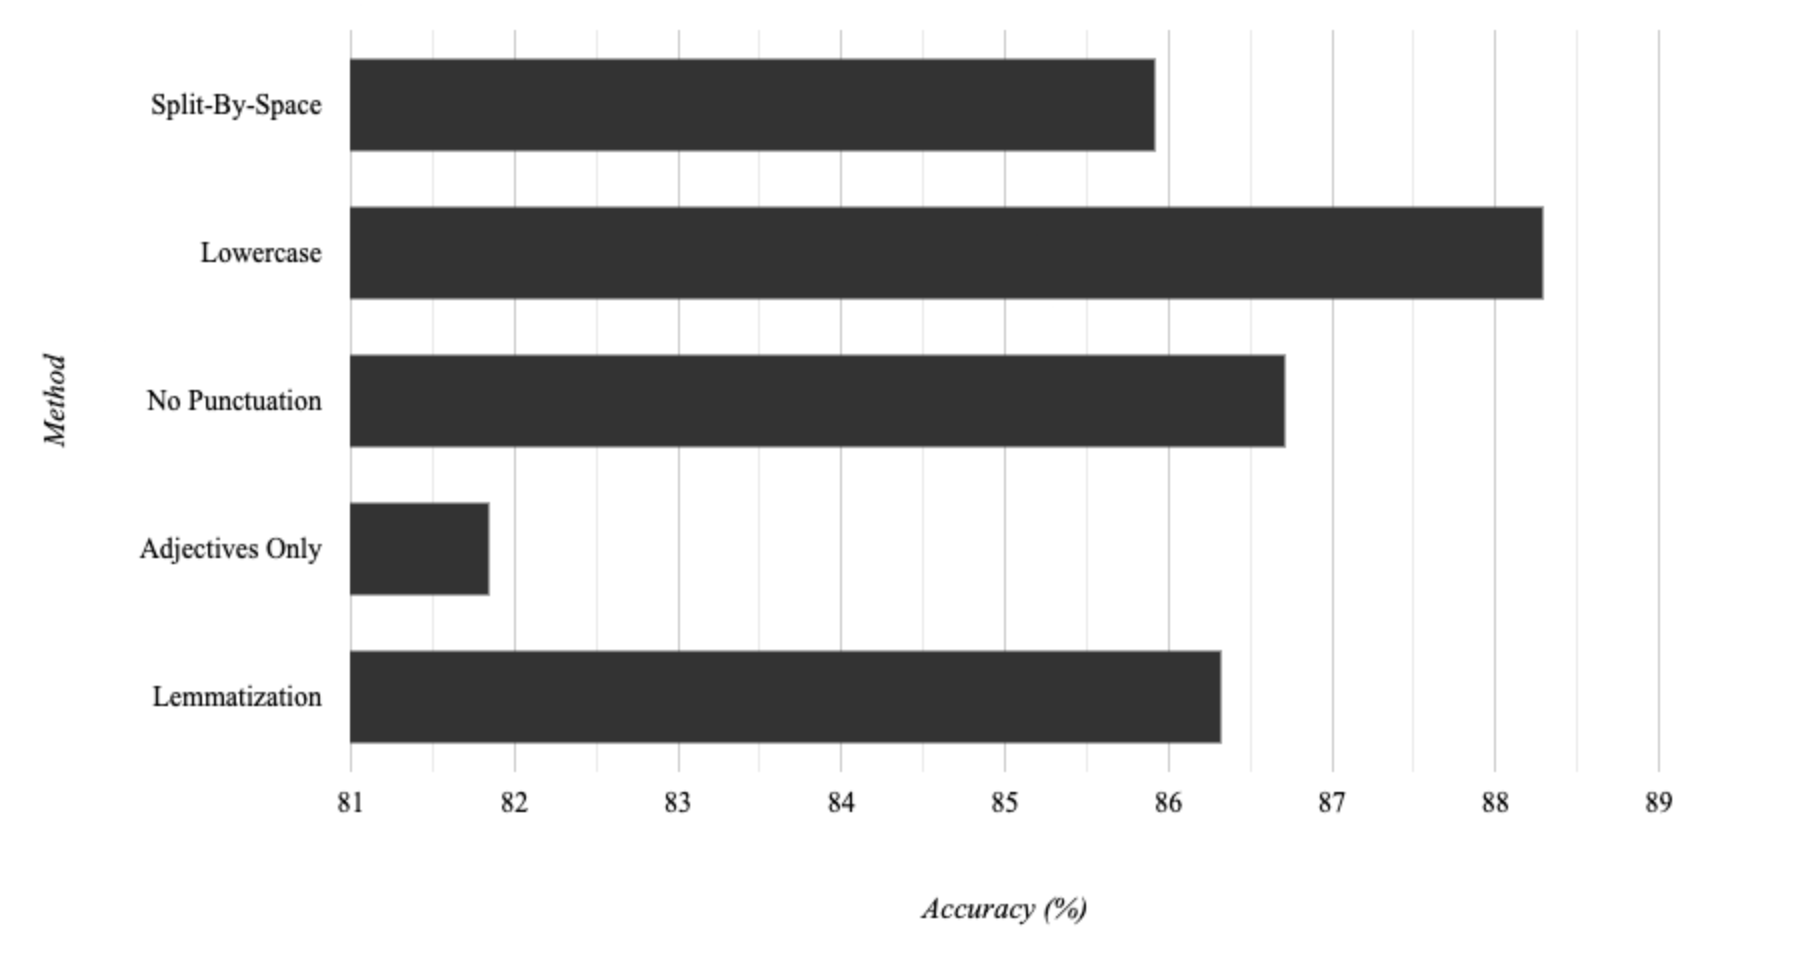 Split-By-Space
Lowercase
No Punctuation
Adjectives Only
Lemmatization
Method
81 82 83 84 85 86 87 88 89
Accuracy (%)